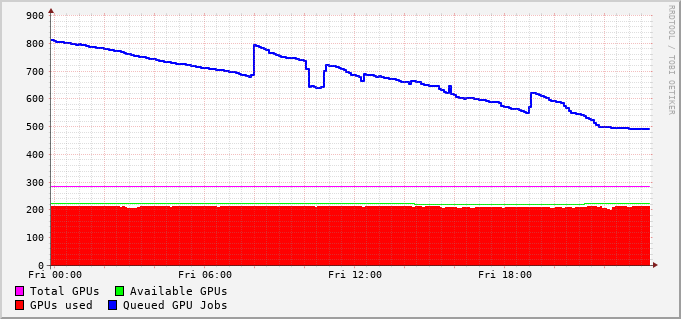 900
800
700
600
500
400
300
200
100
0
Fri 00:00 Fri 06:00 Fri 12:00 Fri 18:00
Total GPUs Available GPUs
GPUs used Queued GPU Jobs
RRDTOOL / TOBI OETIKER